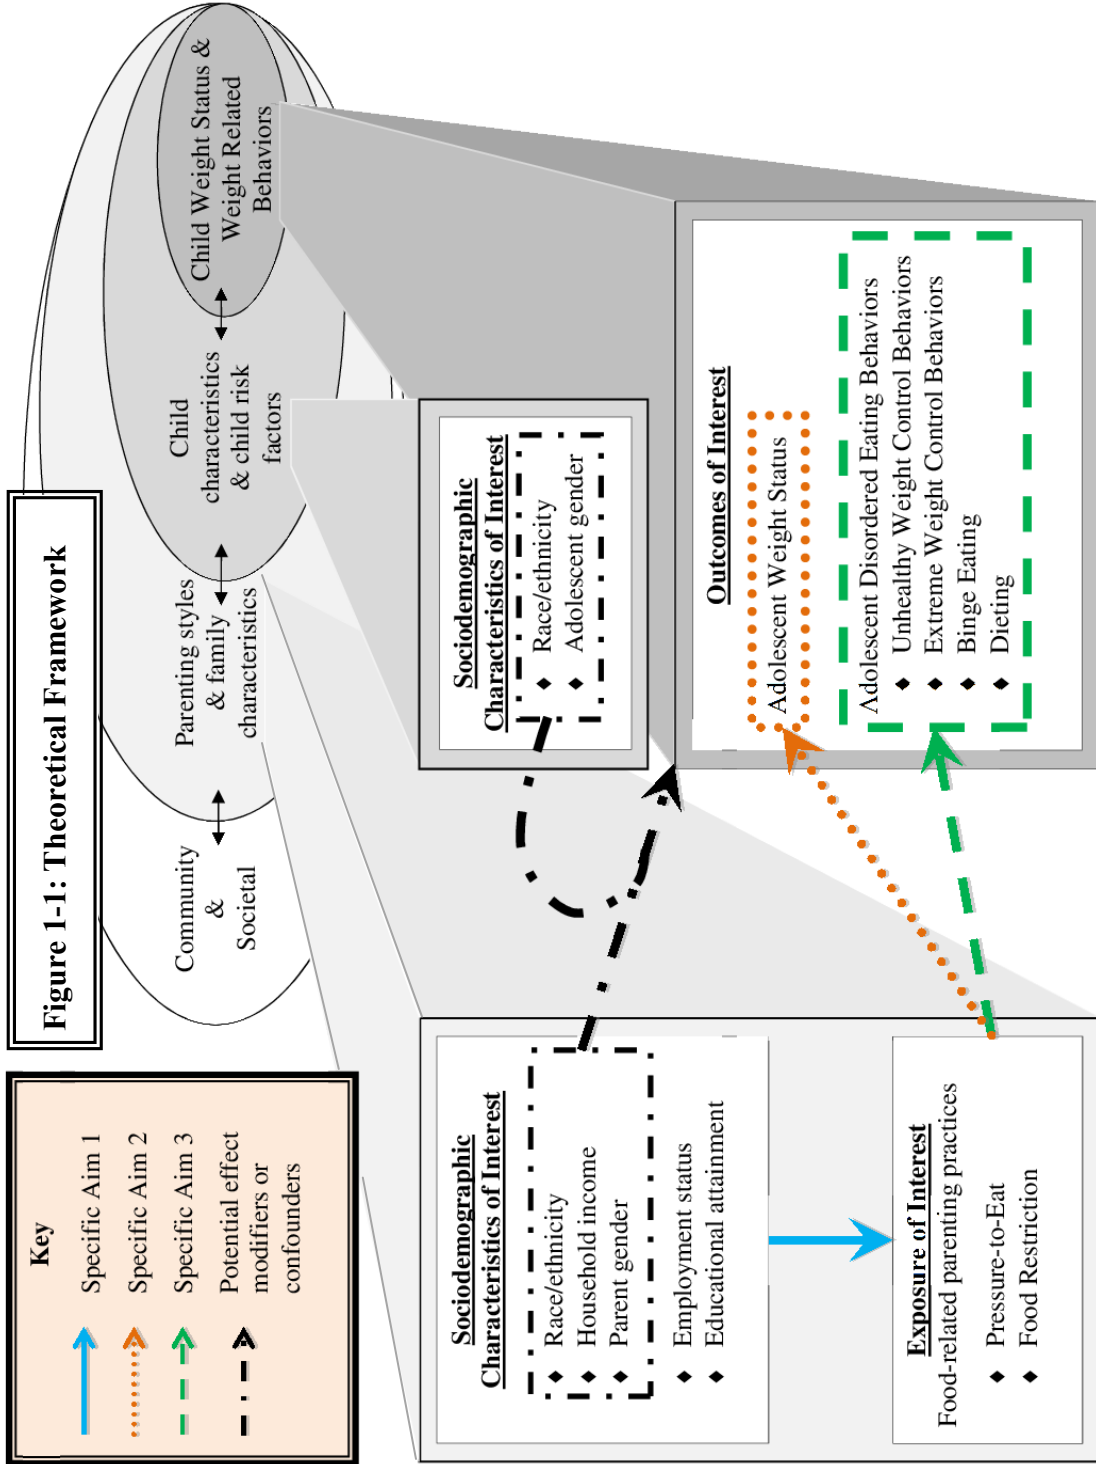 Figure 1-1: Theoretical Framework
Key
Specific Aim 1
Specific Aim 2
Specific Aim 3
Potential effect
modifiers or
confounders
Community
&
Societal
Parenting styles
& family
characteristics
Child
characteristics
& child risk
factors
Child Weight Status &
Weight Related
Behaviors
Sociodemographic
Characteristics of Interest
♦ Race/ethnicity
♦ Household income
♦ Parent gender
♦ Employment status
♦ Educational attainment
Exposure of Interest
Food-related parenting practices
♦ Pressure-to-Eat
♦ Food Restriction
Sociodemographic
Characteristics of Interest
♦ Race/ethnicity
♦ Adolescent gender
Outcomes of Interest
Adolescent Weight Status
Adolescent Disordered Eating Behaviors
♦ Unhealthy Weight Control Behaviors
♦ Extreme Weight Control Behaviors
♦ Binge Eating
♦ Dieting